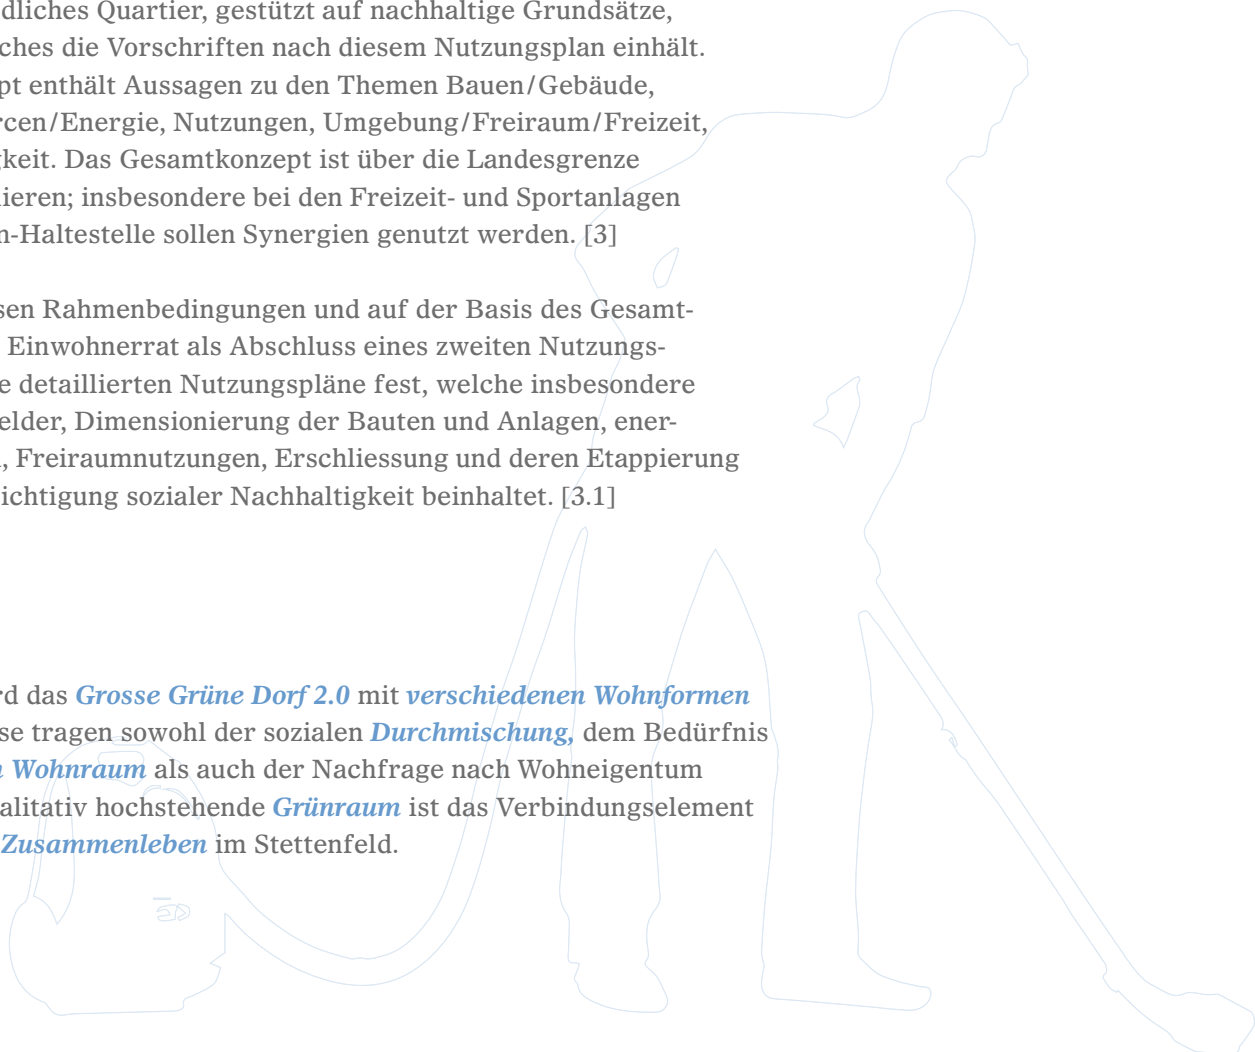 dliches Quartier, gestützt auf nachhaltige Grundsätze,
ches die Vorschriften nach diesem Nutzungsplan einhält.
pt enthält Aussagen zu den Themen Bauen/Gebäude,
rcen/Energie, Nutzungen, Umgebung/Freiraum/Freizeit,
gkeit. Das Gesamtkonzept ist über die Landesgrenze
ieren; insbesondere bei den Freizeit- und Sportanlagen
n-Haltestelle sollen Synergien genutzt werden. [3]
sen Rahmenbedingungen und auf der Basis des Gesamt-
Einwohnerrat als Abschluss eines zweiten Nutzungs-
e detaillierten Nutzungspläne fest, welche insbesondere
elder, Dimensionierung der Bauten und Anlagen, ener-
, Freiraumnutzungen, Erschliessung und deren Etappierung
ichtigung sozialer Nachhaltigkeit beinhaltet. [3.1]
rd das Grosse Grüne Dorf 2.0 mit verschiedenen Wohnformen
se tragen sowohl der sozialen Durchmischung, dem Bedürfnis
n Wohnraum als auch der Nachfrage nach Wohneigentum
alitativ hochstehende Grünraum ist das Verbindungselement
Zusammenleben im Stettenfeld.